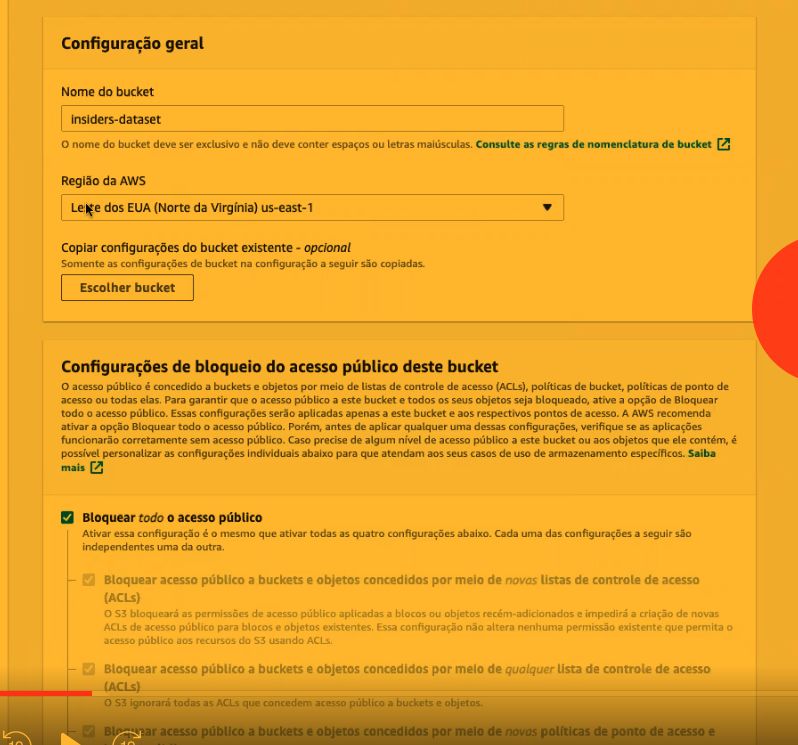 Configuração geral
Nome do bucket
insiders-dataset
O nome do bucket deve ser exclusivo e não deve conter espaços ou letras maiúsculas. Consulte as regras de nomenclatura de bucket
Região da AWS
Leste dos EUA (Norte da Virgínia) us-east-1
Copiar configurações do bucket existente - opcional
Somente as configurações de bucket na configuração a seguir são copiadas.
Escolher bucket
Configurações de bloqueio do acesso público deste bucket
O acesso público é concedido a buckets e objetos por meio de listas de controle de acesso (ACLs), políticas de bucket, políticas de ponto de
acesso ou todas elas. Para garantir que o acesso público a este bucket e todos os seus objetos seja bloqueado, ative a opção de Bloquear
todo o acesso público. Essas configurações serão aplicadas apenas a este bucket e aos respectivos pontos de acesso. A AWS recomenda
ativar a opção Bloquear todo o acesso público. Porém, antes de aplicar qualquer uma dessas configurações, verifique se as aplicações
funcionarão corretamente sem acesso público. Caso precise de algum nível de acesso público a este bucket ou aos objetos que ele contém, é
possível personalizar as configurações individuais abaixo para que atendam aos seus casos de uso de armazenamento específicos. Saiba
mais
Bloquear todo o acesso público
Ativar essa configuração é o mesmo que ativar todas as quatro configurações abaixo. Cada uma das configurações a seguir são
independentes uma da outra.
Bloquear acesso público a buckets e objetos concedidos por meio de novas listas de controle de acesso
(ACLs)
O S3 bloqueará as permissões de acesso público aplicadas a blocos ou objetos recém-adicionados e impedirá a criação de novas
ACLs de acesso público para blocos e objetos existentes. Essa configuração não altera nenhuma permissão existente que permita o
acesso público aos recursos do S3 usando ACLs.
Bloquear acesso público a buckets e objetos concedidos por meio de qualquer lista de controle de acesso
(ACLs)
O S3 ignorará todas as ACLs que concedem acesso público a buckets e objetos.
Bloquear acesso público a buckets e objetos concedidos por meio de novas políticas de ponto de acesso e
10
10